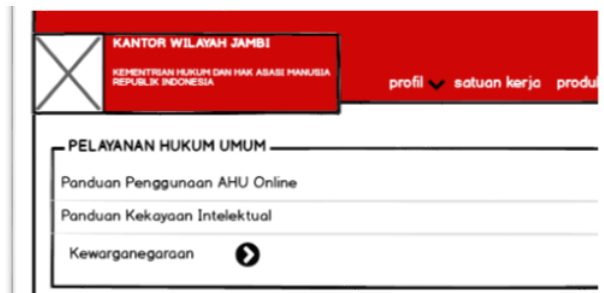 KANTOR WILAYAH JAMBI
KEMENTRIAN HUKUM DAN HAK ASASI MANUSIA
REPUBLIK INDONESIA
profil satuan kerja produ
PELAYANAN HUKUM UMUM
Panduan Penggunaan AHU Online
Panduan Kekayaan Intelektual
Kewarganegaraan